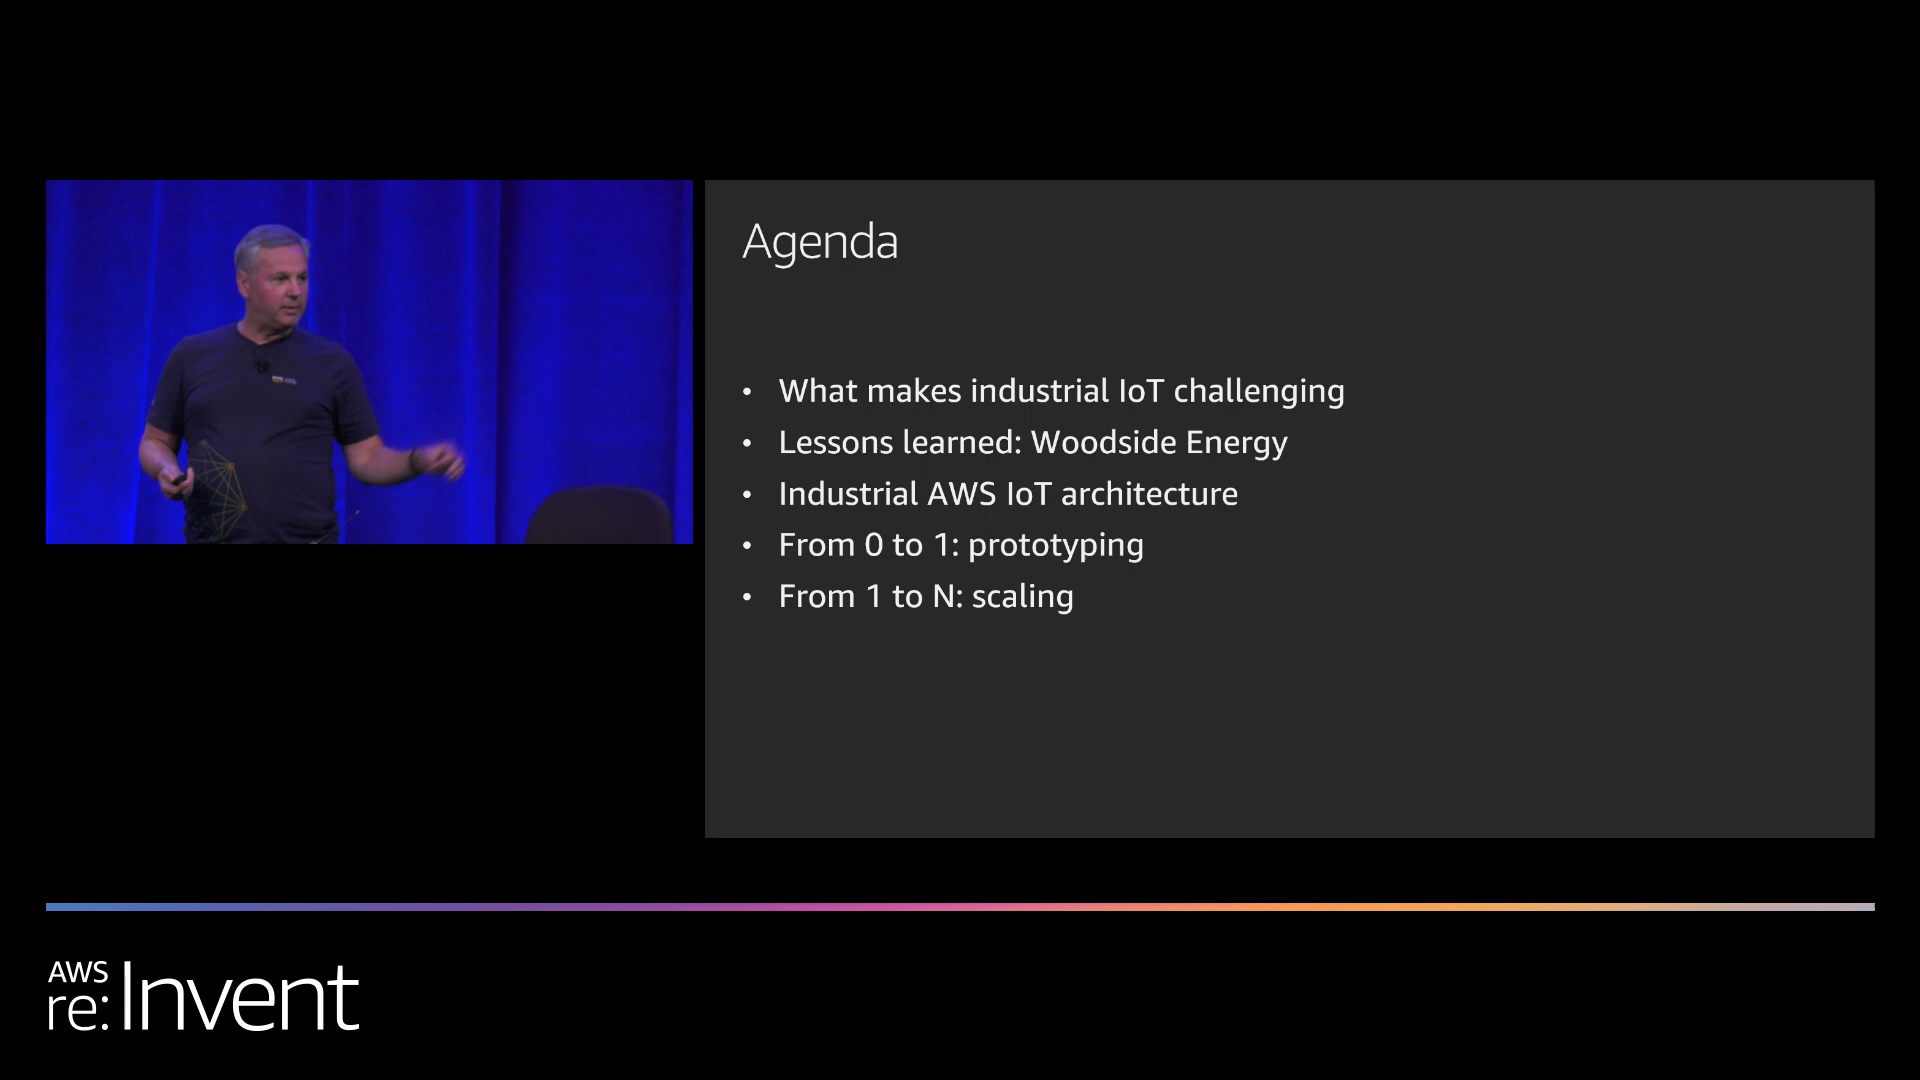 Agenda
• What makes industrial IoT challenging
• Lessons learned: Woodside Energy
• Industrial AWS IoT architecture
• From 0 to 1: prototyping
• From 1 to N: scaling
AWS
re:Invent